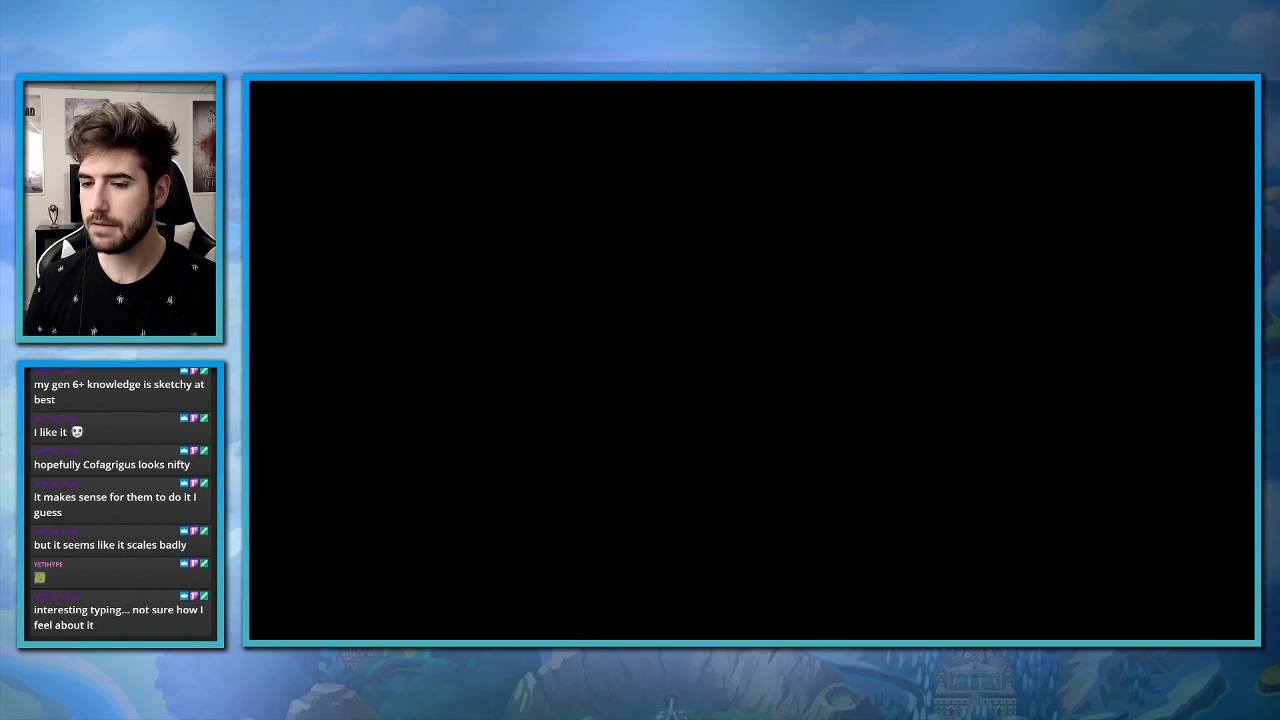 my gen 6+ knowledge is sketchy at
best
I like it
hopefully Cofagrigus looks nifty
it makes sense for them to do it I
guess
but it seems like it scales badly
YETIHYPE
interesting typing... not sure how I
feel about it